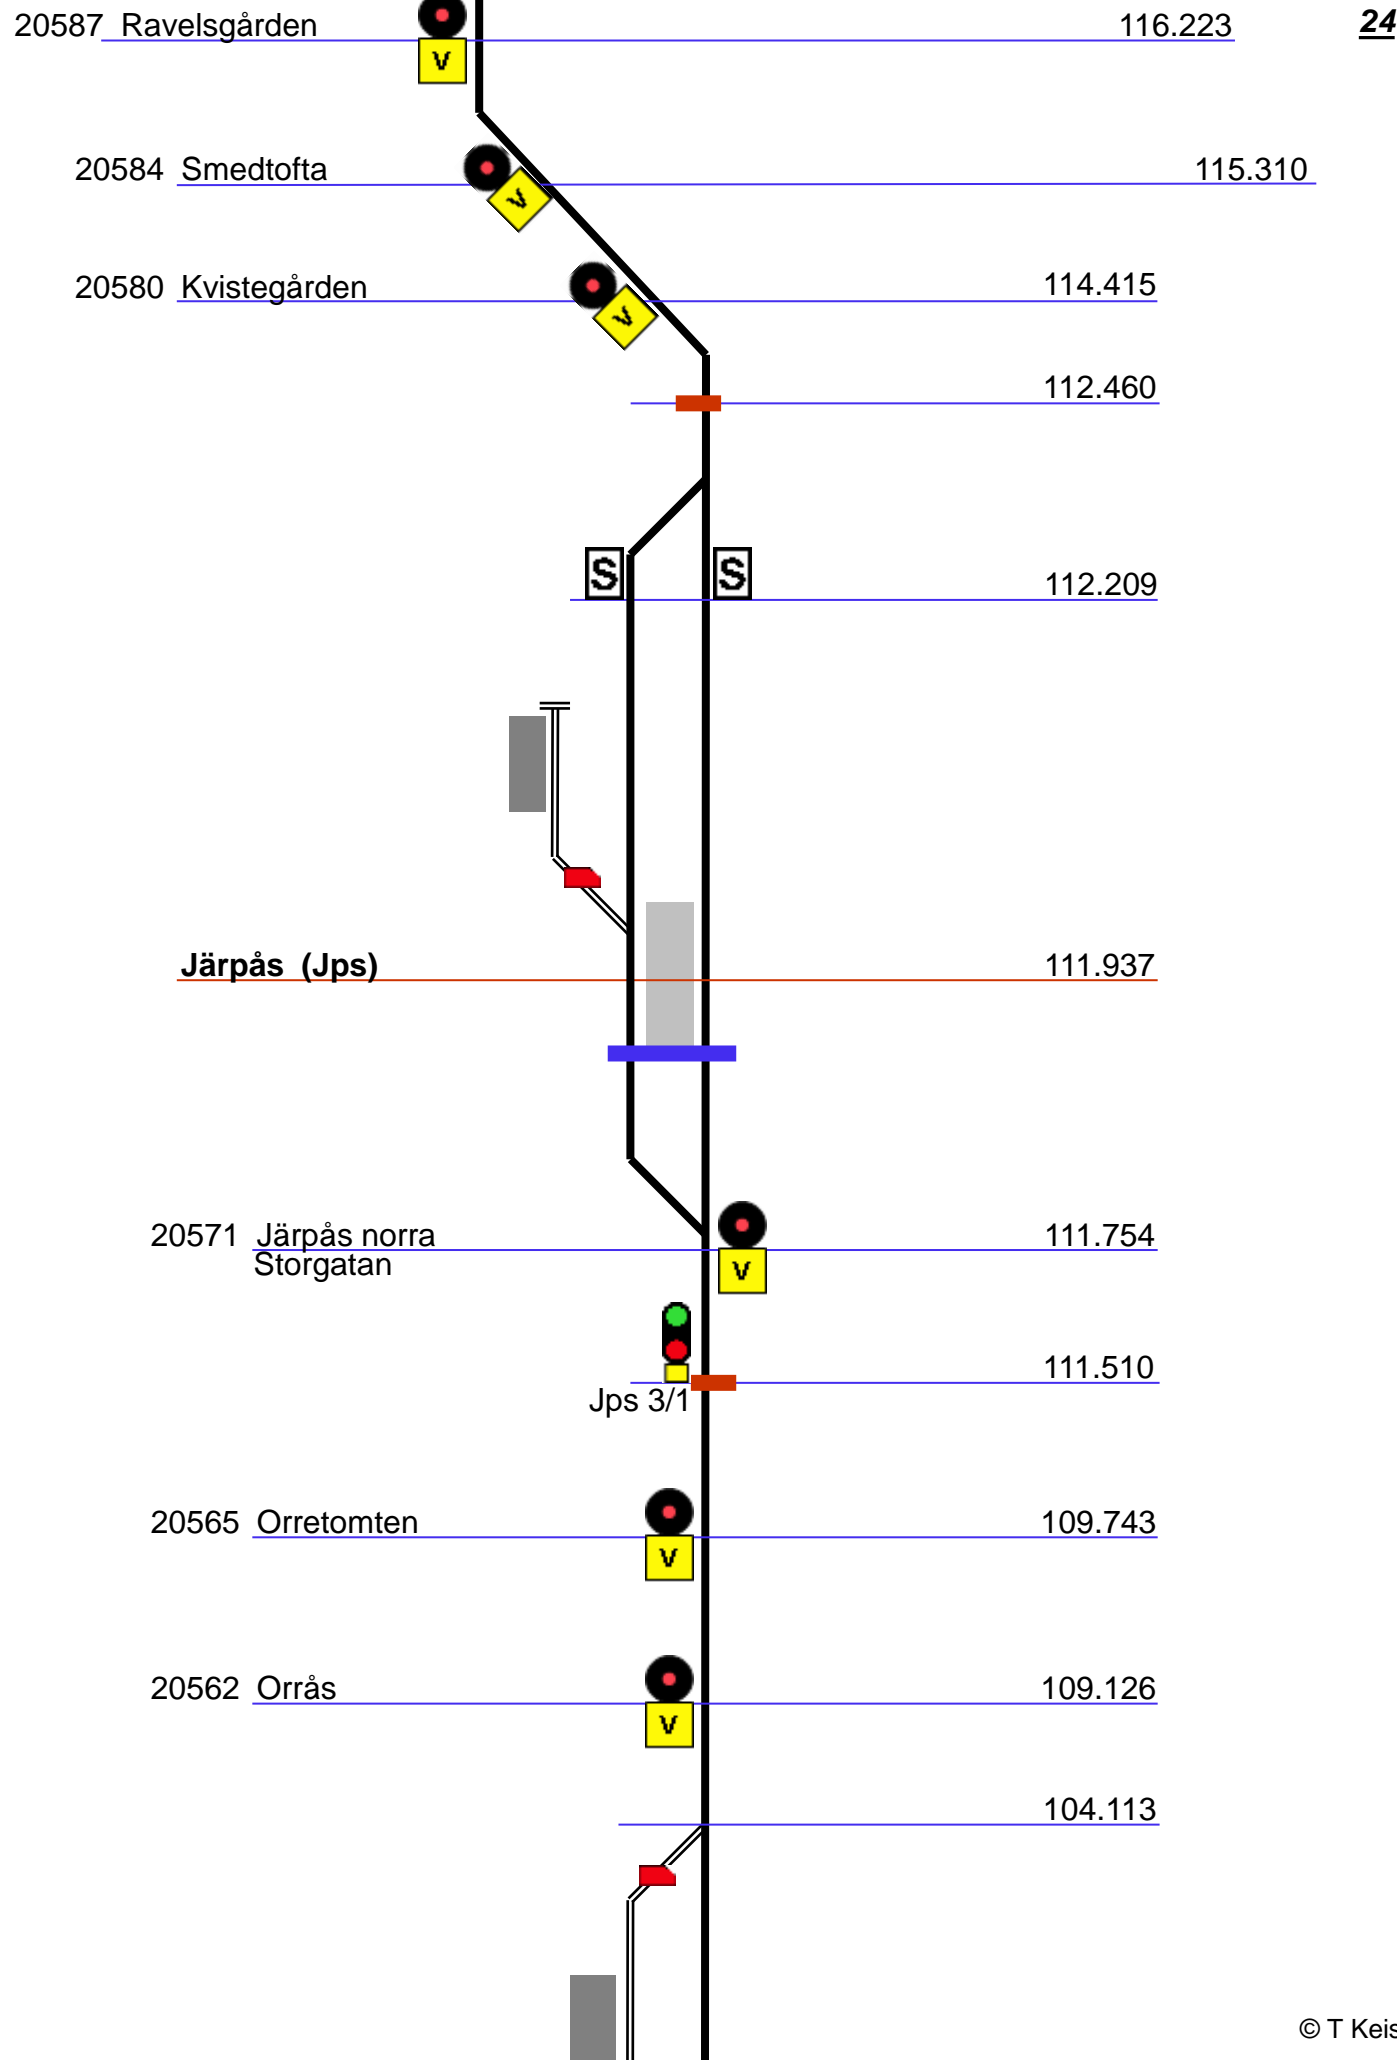 20587 Ravelsgården 116.223 24
V
20584 Smedtofta 115.310
V
20580 Kvistegården 114.415
V
112.460
S S
112.209
Järpås (Jps) 111.937
20571 Järpås norra 111.754
Storgatan
V
111.510
Jps 3/1
20565 Orretomten 109.743
V
20562 Orrås 109.126
V
104.113
© T Keis